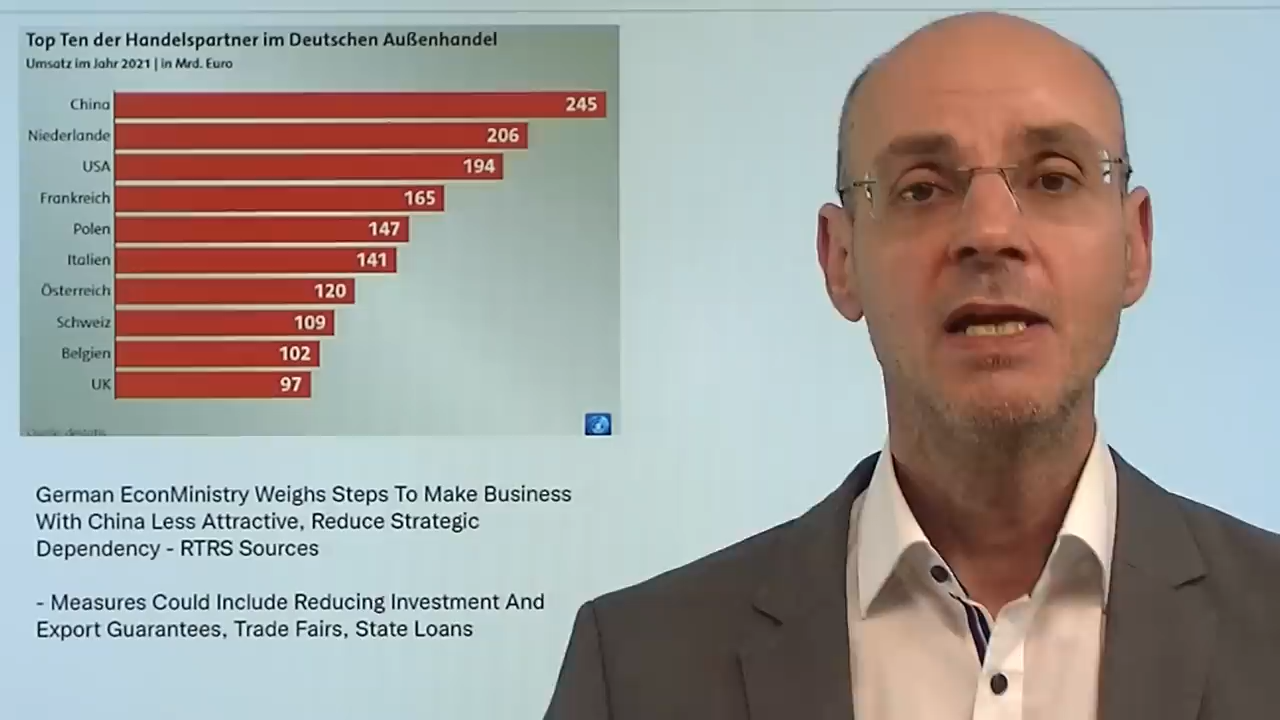 Top Ten der Handelspartner im Deutschen Außenhandel
Umsatz im Jahr 2021 | in Mrd. Euro
China 245
Niederlande 206
USA 194
Frankreich 165
Polen 147
Italien 141
Österreich 120
Schweiz 109
Belgien 102
UK 97
German EconMinistry Weighs Steps To Make Business
With China Less Attractive, Reduce Strategic
Dependency - RTRS Sources
- Measures Could Include Reducing Investment And
Export Guarantees, Trade Fairs, State Loans